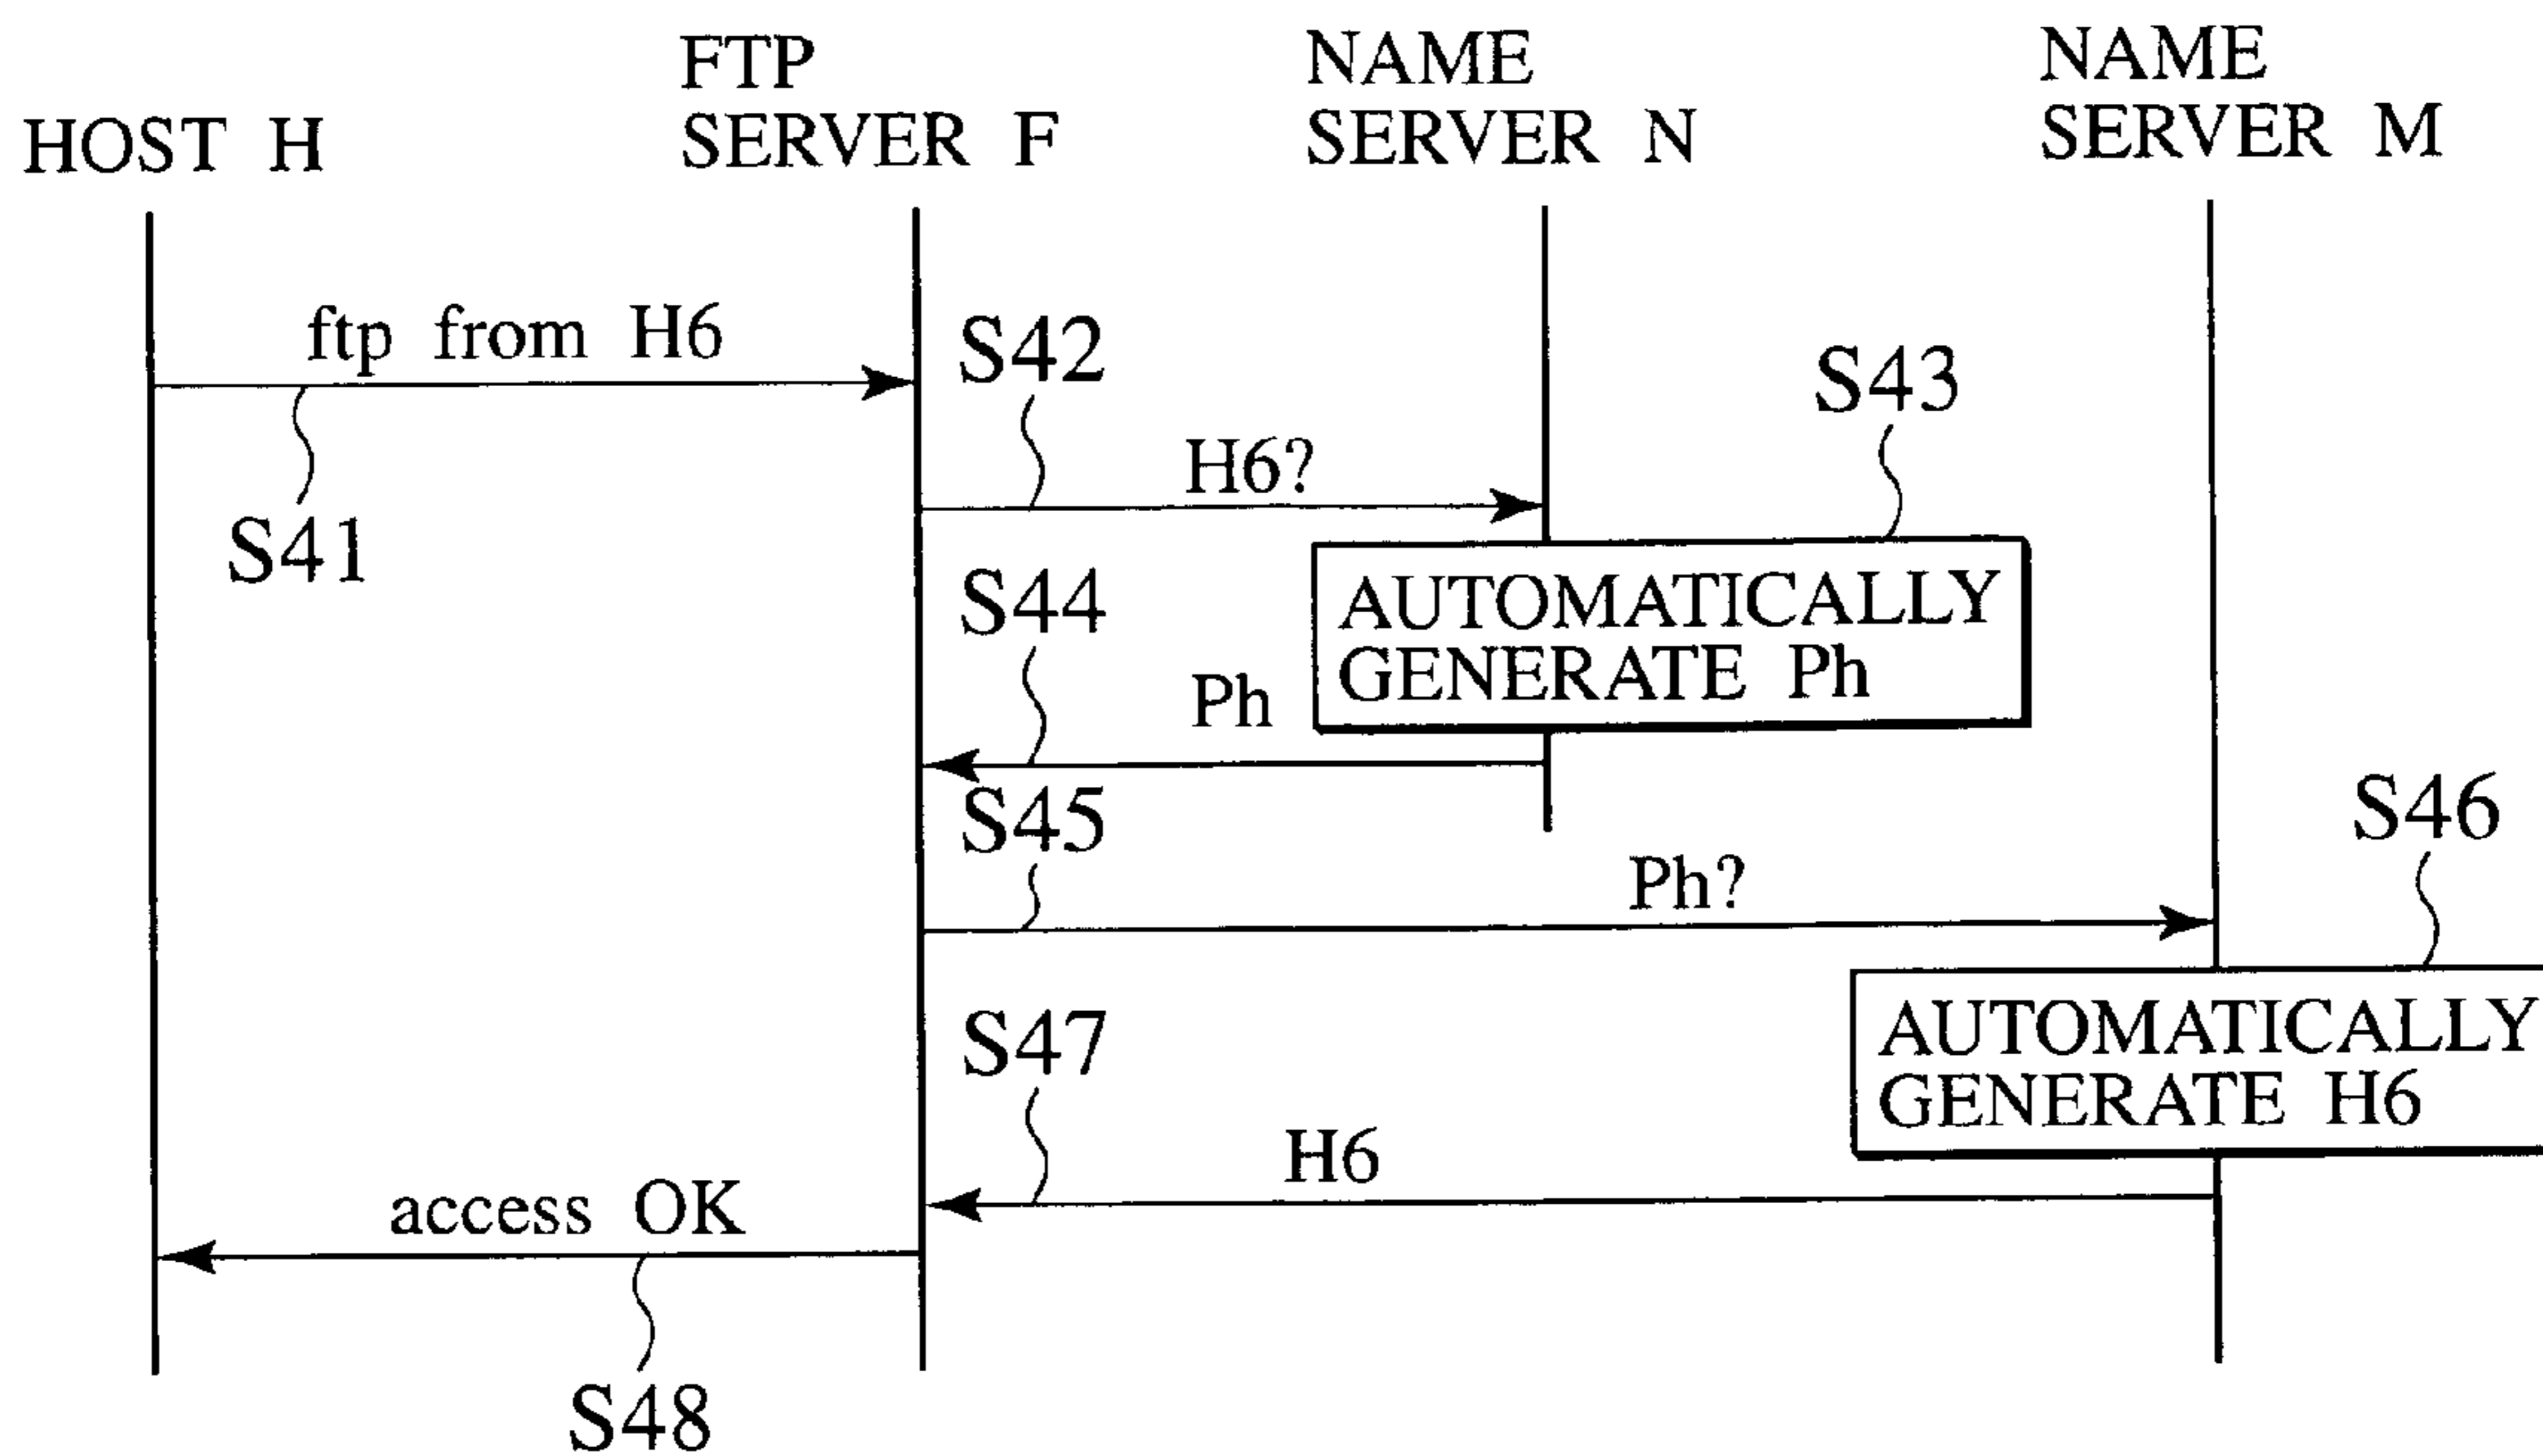 HOST H
FTP
SERVER F
NAME
SERVER N
NAME
SERVER M
ftp from H6
S41
S42
H6?
S43
AUTOMATICALLY
GENERATE Ph
S44
Ph
S45
Ph?
S46
AUTOMATICALLY
GENERATE H6
S47
H6
access OK
S48